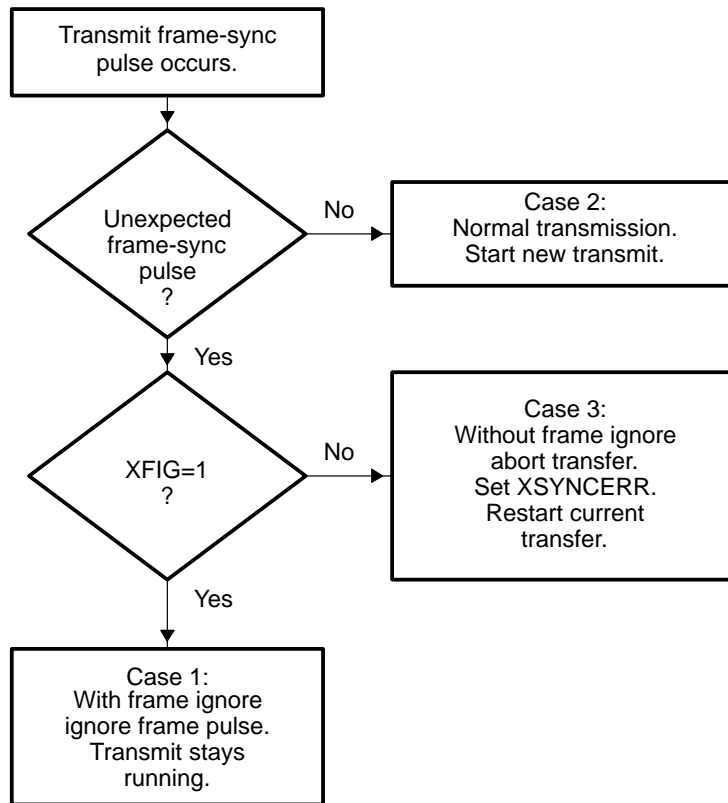 Transmit frame-sync
pulse occurs.
Unexpected
frame-sync
pulse
?
No
Case 2:
Normal transmission.
Start new transmit.
Yes
XFIG=1
?
No
Case 3:
Without frame ignore
abort transfer.
Set XSYNCERR.
Restart current
transfer.
Yes
Case 1:
With frame ignore
ignore frame pulse.
Transmit stays
running.